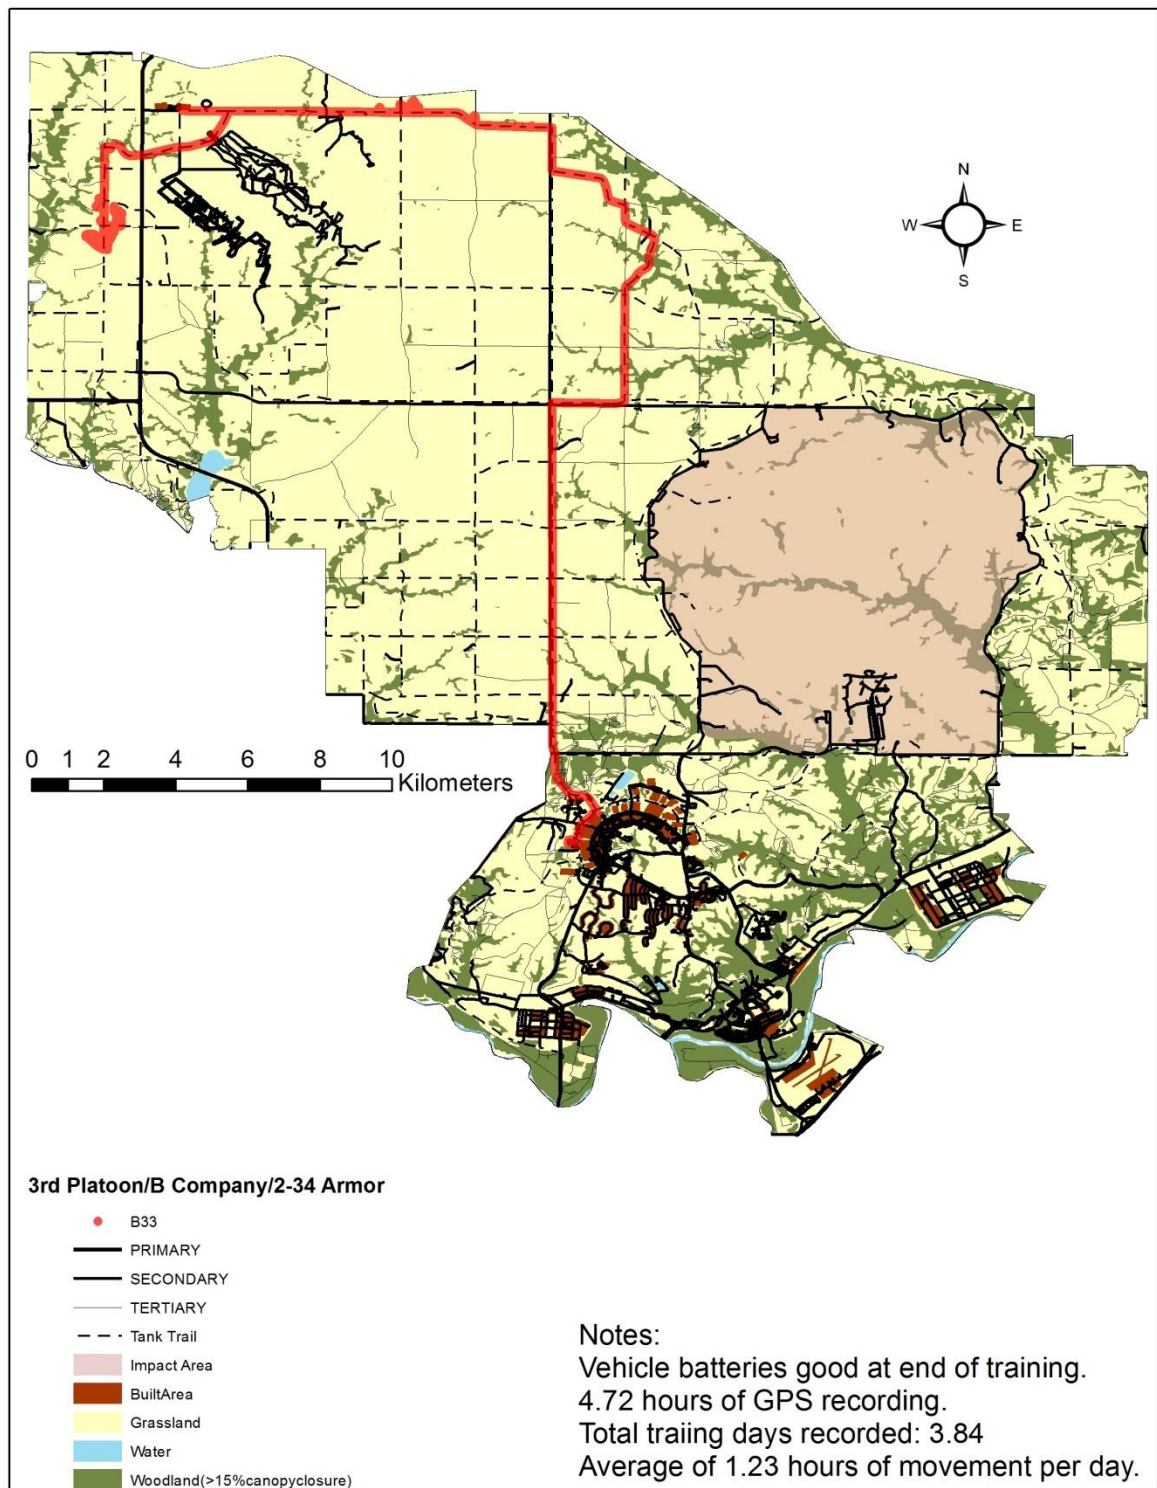 N
W
E
S
0 1 2 4 6 8 10
Kilometers
3rd Platoon/B Company/2-34 Armor
B33
PRIMARY
SECONDARY
TERTIARY
Tank Trail
Impact Area
BuiltArea
Grassland
Water
Woodland(>15%canopyclosure)
Notes:
Vehicle batteries good at end of training.
4.72 hours of GPS recording.
Total traiing days recorded: 3.84
Average of 1.23 hours of movement per day.